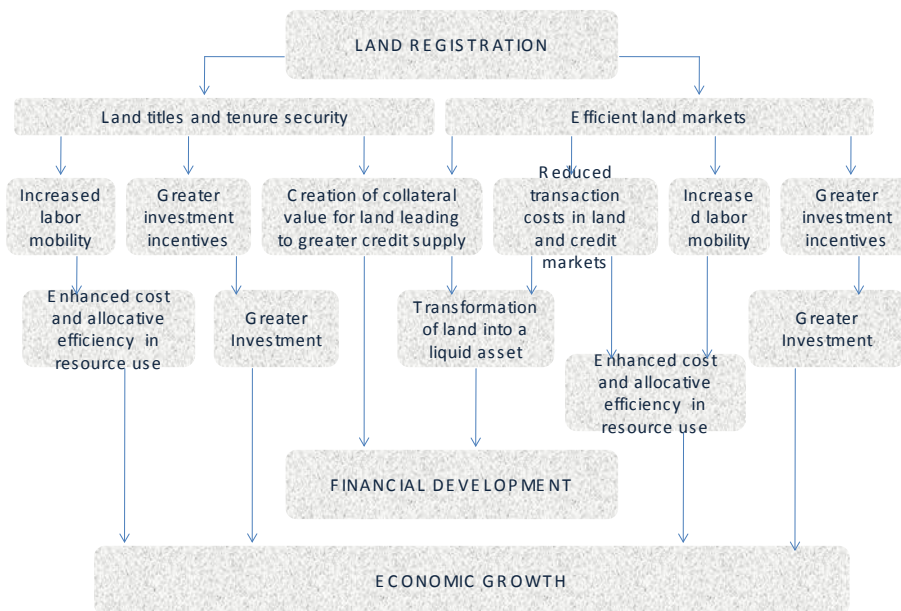 LAND REGISTRATION
Land titles and tenure security
Efficient land markets
Increased
labor
mobility
Greater
investment
incentives
Creation of collateral
value for land leading
to greater credit supply
Reduced
transaction
costs in land
and credit
markets
Increase
d labor
mobility
Greater
investment
incentives
Enhanced cost
and allocative
efficiency in
resource use
Greater
Investment
Transformation
of land into a
liquid asset
Enhanced cost
and allocative
efficiency in
resource use
Greater
Investment
FINANCIAL DEVELOPMENT
ECONOMIC GROWTH